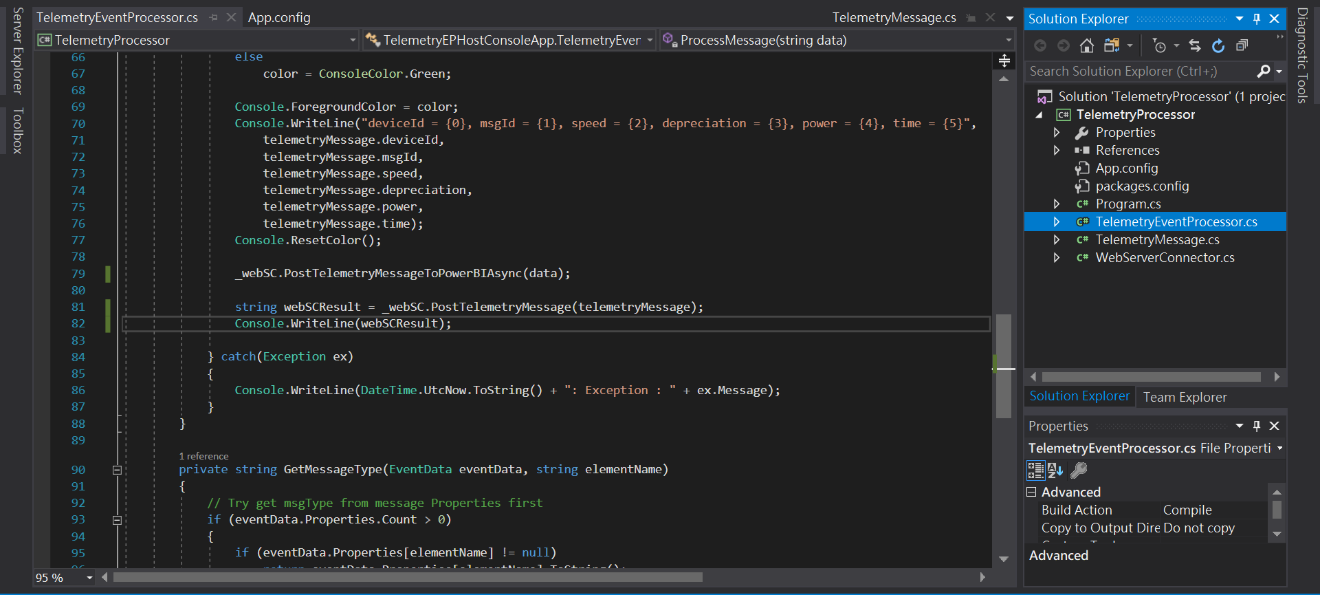 Server Explorer
Toolbox
TelemetryEventProcessor.cs
App.config
TelemetryMessage.cs
TelemetryProcessor
TelemetryEPHostConsoleApp.TelemetryEver
ProcessMessage(string data)
66 else
67 color = ConsoleColor.Green;
68
69 Console.ForegroundColor = color;
70 Console.WriteLine("deviceId = {0}, msgId = {1}, speed = {2}, depreciation = {3}, power = {4}, time = {5}",
71 telemetryMessage.deviceId,
72 telemetryMessage.msgId,
73 telemetryMessage.speed,
74 telemetryMessage.depreciation,
75 telemetryMessage.power,
76 telemetryMessage.time);
77 Console.ResetColor();
78
79 _webSC.PostTelemetryMessageToPowerBIAsync(data);
80
81 string webSCResult = _webSC.PostTelemetryMessage(telemetryMessage);
82 Console.WriteLine(webSCResult);
83
84 } catch(Exception ex)
85 {
86 Console.WriteLine(DateTime.UtcNow.ToString() + ": Exception : " + ex.Message);
87 }
88 }
89
1 reference
90 private string GetMessageType(EventData eventData, string elementName)
91 {
92 // Try get msgType from message Properties first
93 if (eventData.Properties.Count > 0)
94 {
95 if (eventData.Properties[elementName] != null)
95 %
Solution Explorer
Search Solution Explorer (Ctrl+;)
Solution 'TelemetryProcessor' (1 projec
C# TelemetryProcessor
Properties
References
App.config
packages.config
C# Program.cs
C# TelemetryEventProcessor.cs
C# TelemetryMessage.cs
C# WebServerConnector.cs
Solution Explorer
Team Explorer
Properties
TelemetryEventProcessor.cs File Properti
Advanced
Build Action Compile
Copy to Output Dire Do not copy
Advanced
Diagnostic Tools